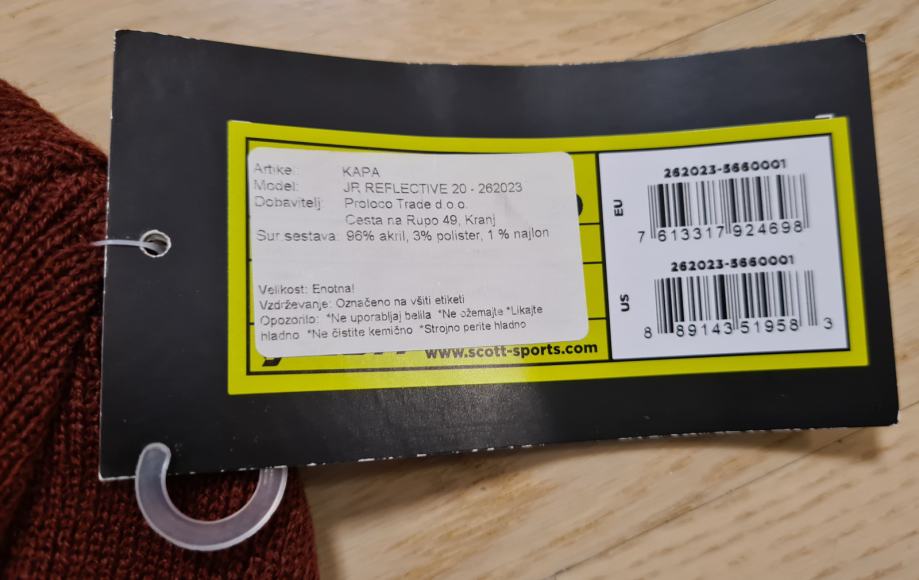 Artikel: KAPA
Model: JR REFLECTIVE 20 - 262023
Dobavitelj: Proloco Trade d.o.o.
Cesta na Rupo 49, Kranj
Sur.sestava: 96% akril, 3% polister, 1 % najlon
Velikost: Enotna!
Vzdrževanje: Označeno na všiti etiketi
Opozorilo: *Ne uporabljaj belila *Ne ožemajte *Likajte
hladno *Ne čistite kemično *Strojno perite hladno
www.scott-sports.com
262023-5660001
EU
7 613317 924698
262023-5660001
US
8 89143 51958 3